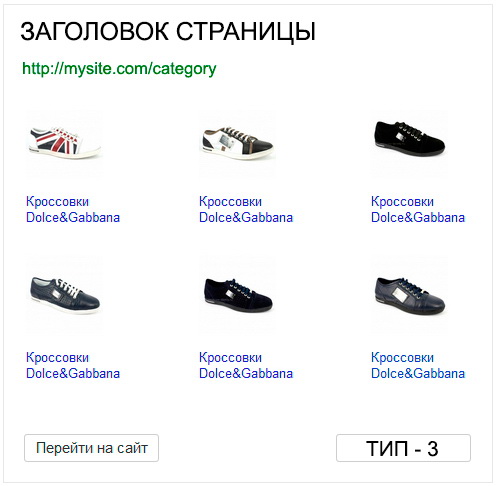 ЗАГОЛОВОК СТРАНИЦЫ
http://mysite.com/category
Кроссовки
Dolce&Gabbana
Кроссовки
Dolce&Gabbana
Кроссовки
Dolce&Gabbana
Кроссовки
Dolce&Gabbana
Кроссовки
Dolce&Gabbana
Кроссовки
Dolce&Gabbana
Перейти на сайт
ТИП - 3